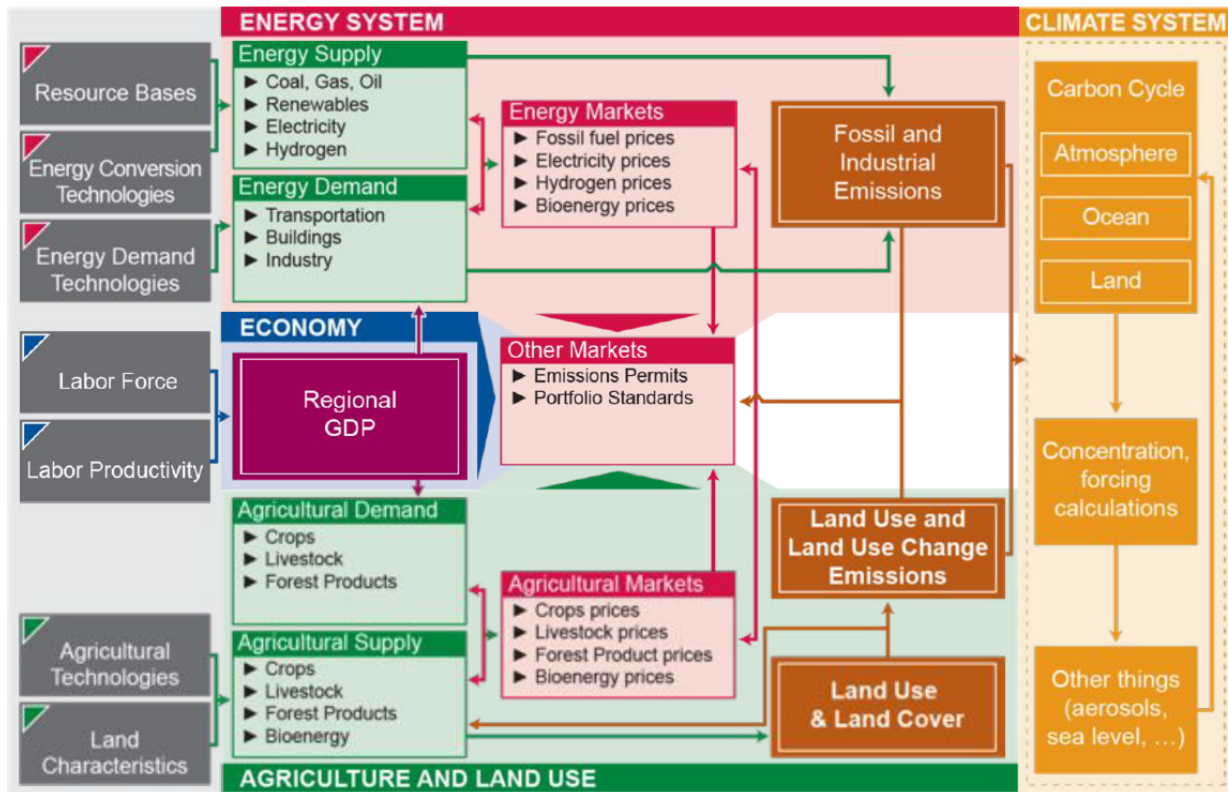 ENERGY SYSTEM
CLIMATE SYSTEM
Resource Bases
Energy Conversion
Technologies
Energy Demand
Technologies
Labor Force
Labor Productivity
Agricultural
Technologies
Land
Characteristics
Energy Supply
► Coal, Gas, Oil
► Renewables
► Electricity
► Hydrogen
Energy Demand
► Transportation
► Buildings
► Industry
Energy Markets
► Fossil fuel prices
► Electricity prices
► Hydrogen prices
► Bioenergy prices
Fossil and
Industrial
Emissions
ECONOMY
Regional
GDP
Other Markets
► Emissions Permits
► Portfolio Standards
Agricultural Demand
► Crops
► Livestock
► Forest Products
Agricultural Supply
► Crops
► Livestock
► Forest Products
► Bioenergy
Agricultural Markets
► Crops prices
► Livestock prices
► Forest Product prices
► Bioenergy prices
Land Use and
Land Use Change
Emissions
Land Use
& Land Cover
AGRICULTURE AND LAND USE
Carbon Cycle
Atmosphere
Ocean
Land
Concentration,
forcing
calculations
Other things
(aerosols,
sea level, …)